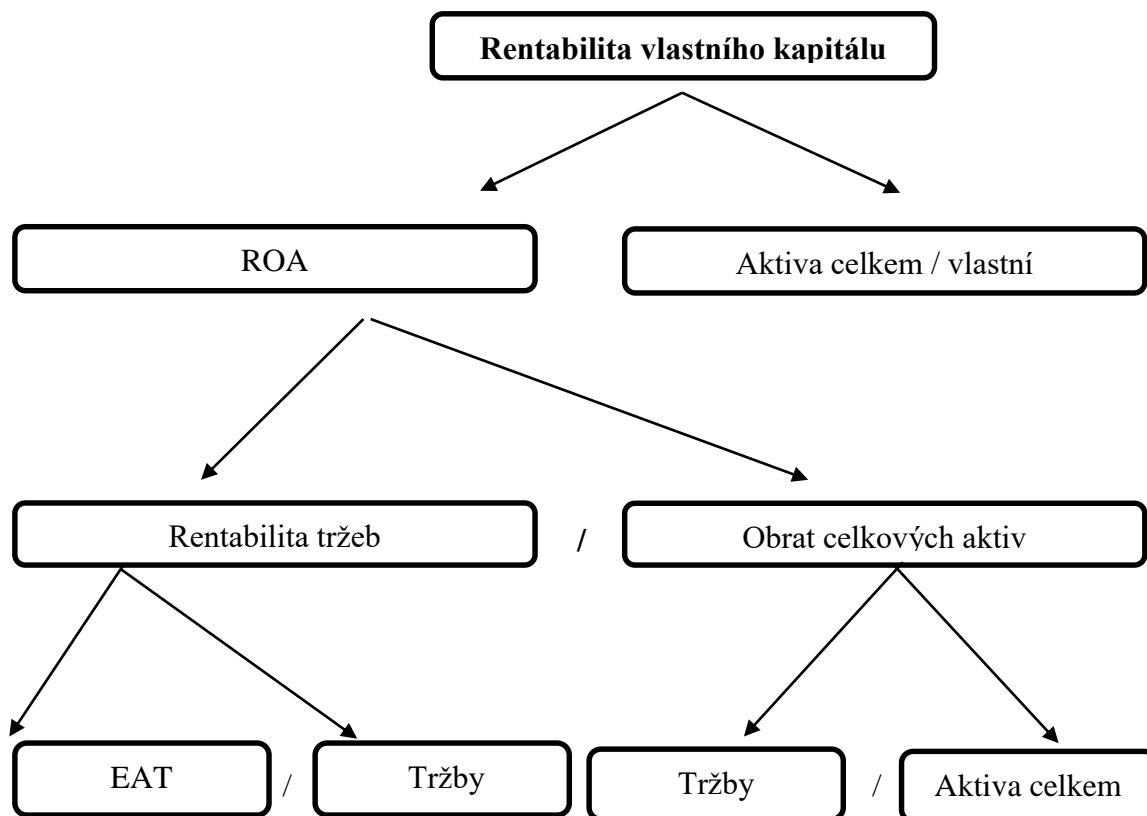 Rentabilita vlastního kapitálu
ROA
Aktiva celkem / vlastní
Rentabilita tržeb / Obrat celkových aktiv
EAT / Tržby Tržby / Aktiva celkem